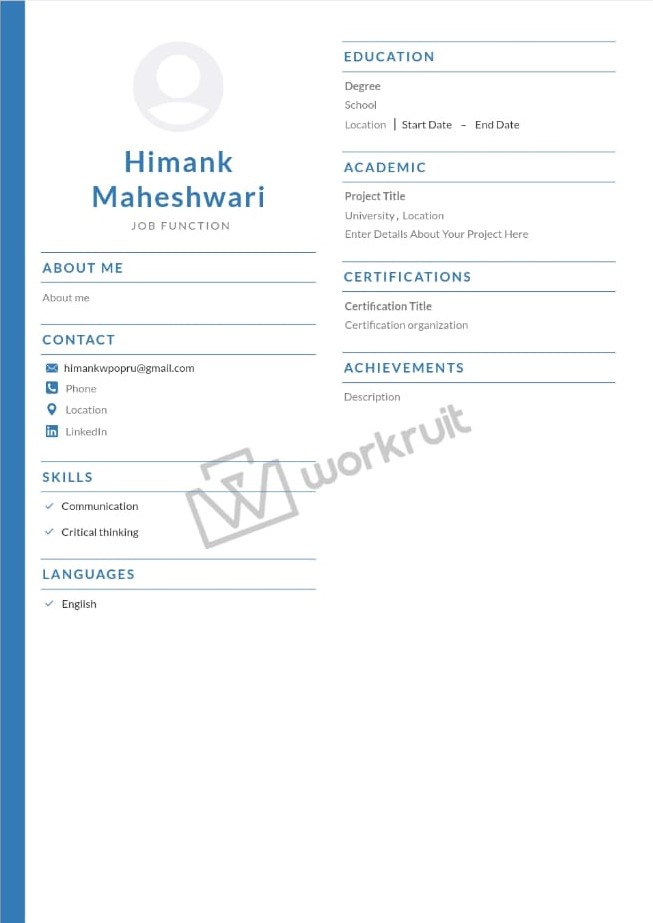 Himank
Maheshwari
JOB FUNCTION
ABOUT ME
About me
CONTACT
himankwpopru@gmail.com
Phone
Location
LinkedIn
SKILLS
Communication
Critical thinking
LANGUAGES
English
EDUCATION
Degree
School
Location | Start Date – End Date
ACADEMIC
Project Title
University, Location
Enter Details About Your Project Here
CERTIFICATIONS
Certification Title
Certification organization
ACHIEVEMENTS
Description
workruit